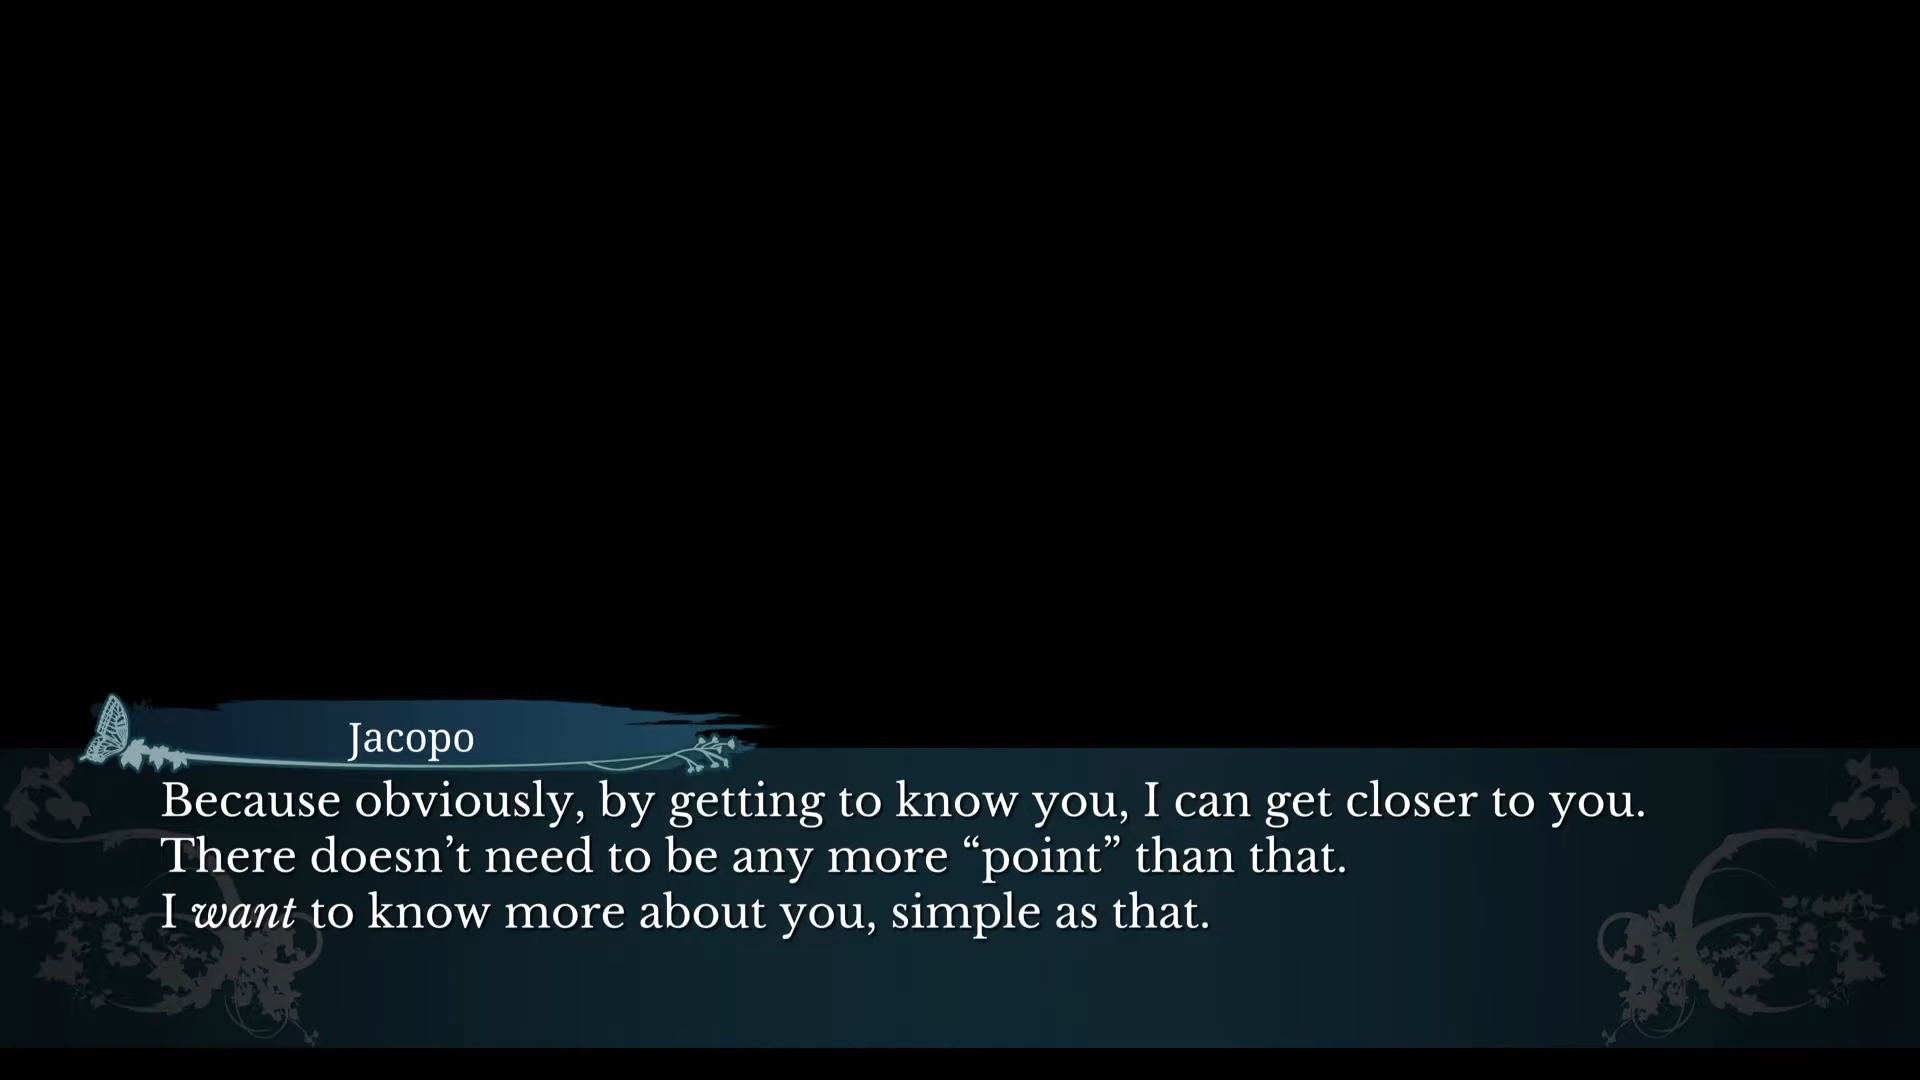 Jacopo
Because obviously, by getting to know you, I can get closer to you.
There doesn’t need to be any more “point” than that.
I want to know more about you, simple as that.